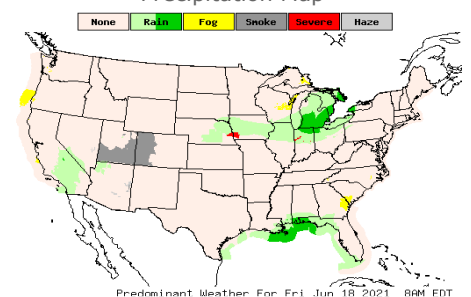 Precipitation Map
None Rain Fog Smoke Severe Haze
Predominant Weather For Fri Jun 18 2021 8AM EDT